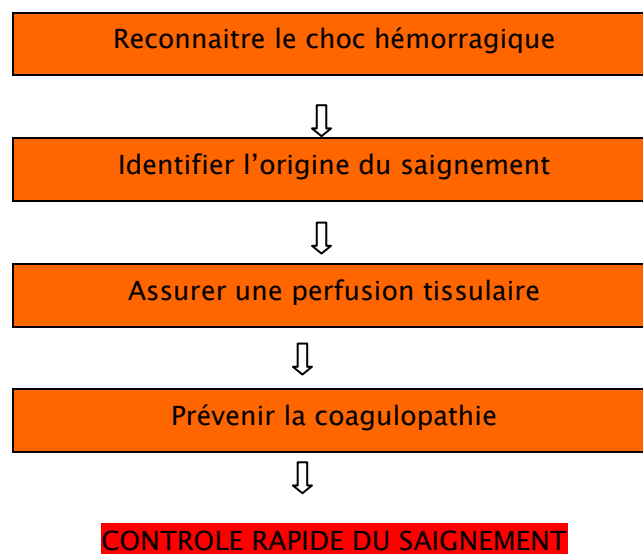 Reconnaitre le choc hémorragique
Identifier l’origine du saignement
Assurer une perfusion tissulaire
Prévenir la coagulopathie
CONTROLE RAPIDE DU SAIGNEMENT